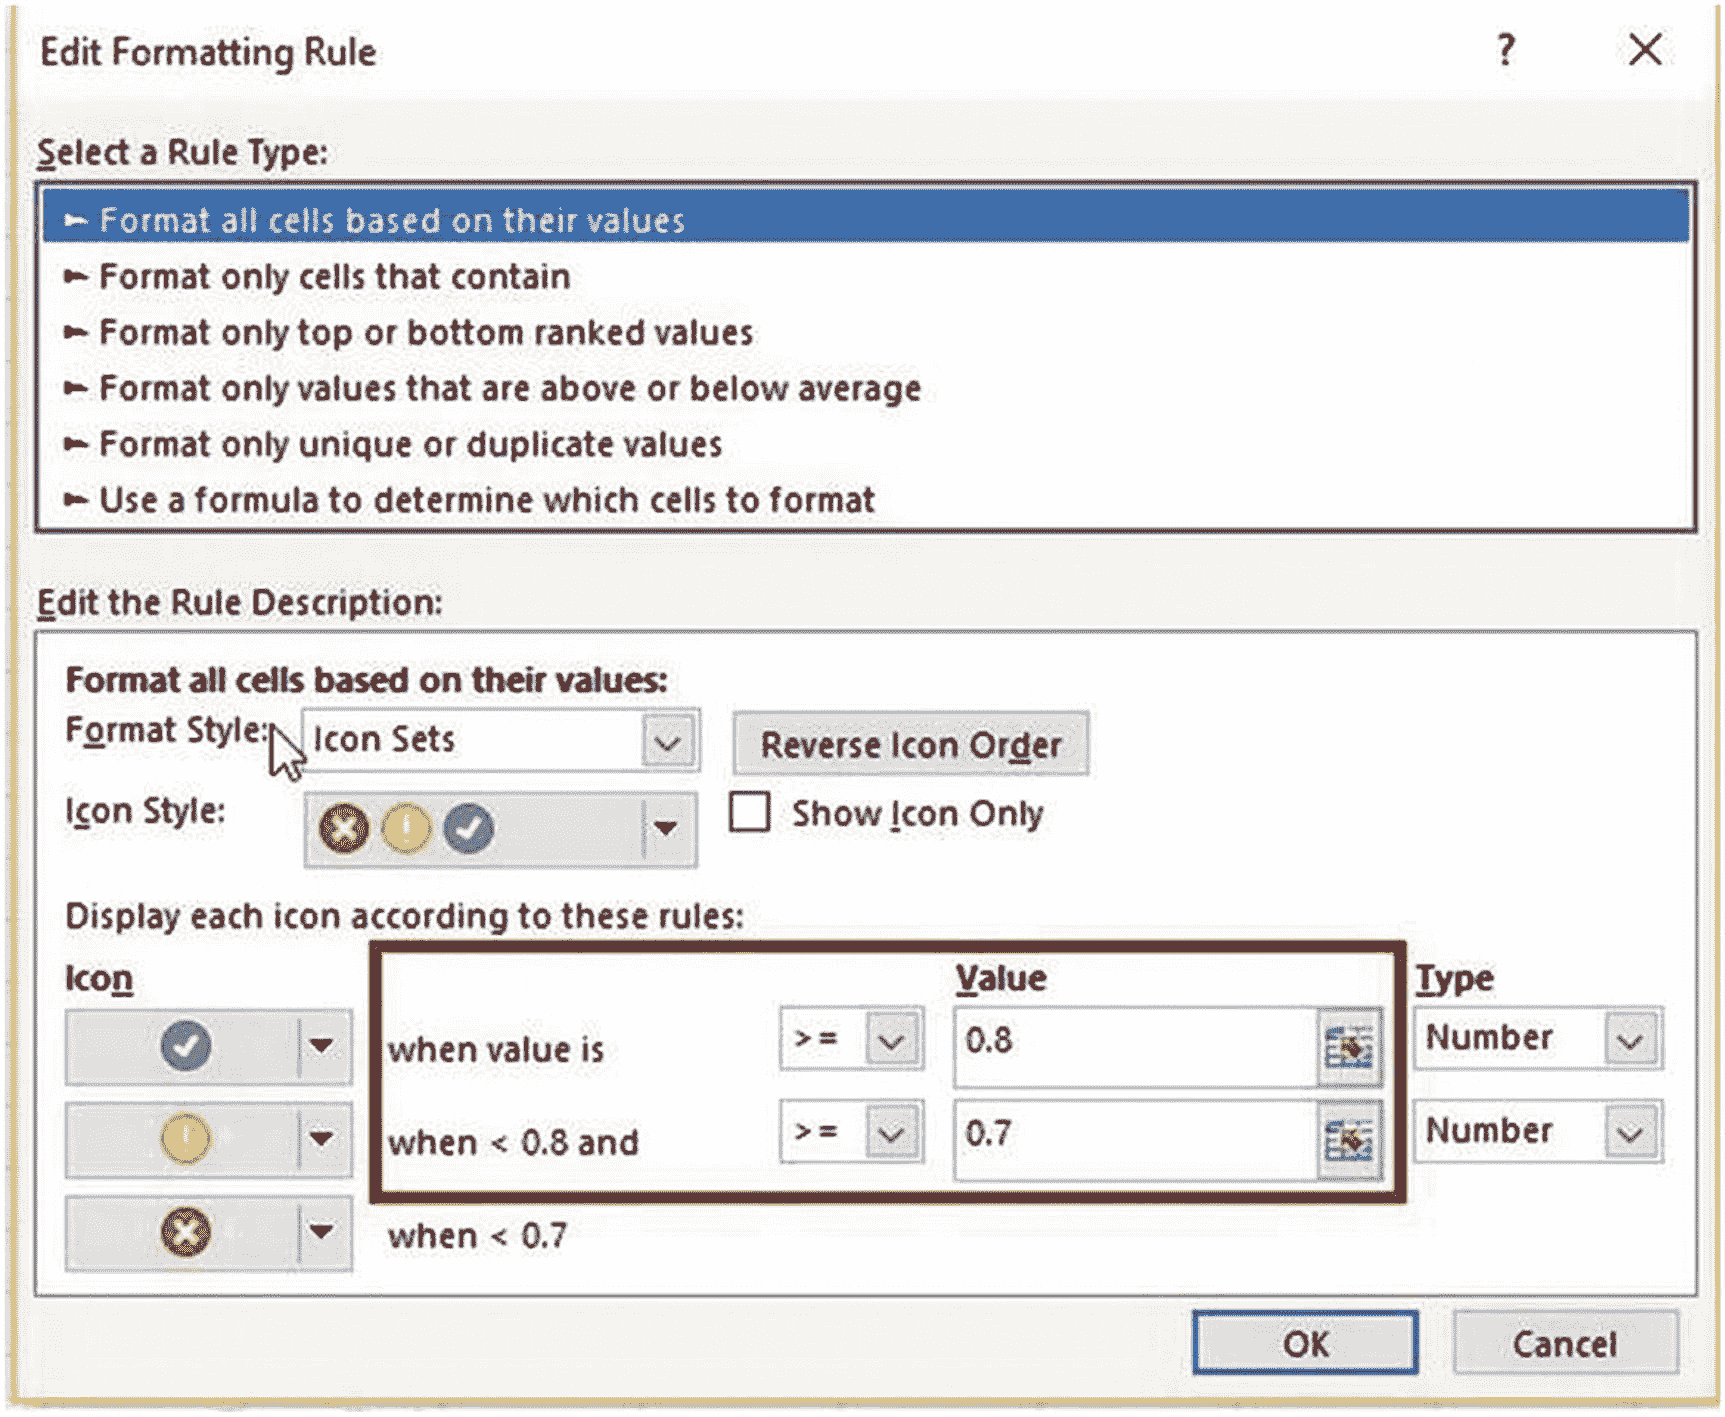 Edit Formatting Rule ? ✕
Select a Rule Type:
► Format all cells based on their values
► Format only cells that contain
► Format only top or bottom ranked values
► Format only values that are above or below average
► Format only unique or duplicate values
► Use a formula to determine which cells to format
Edit the Rule Description:
Format all cells based on their values:
Format Style: Icon Sets Reverse Icon Order
Icon Style: Show Icon Only
Display each icon according to these rules:
Icon Value Type
when value is >= 0.8 Number
when < 0.8 and >= 0.7 Number
when < 0.7
OK Cancel